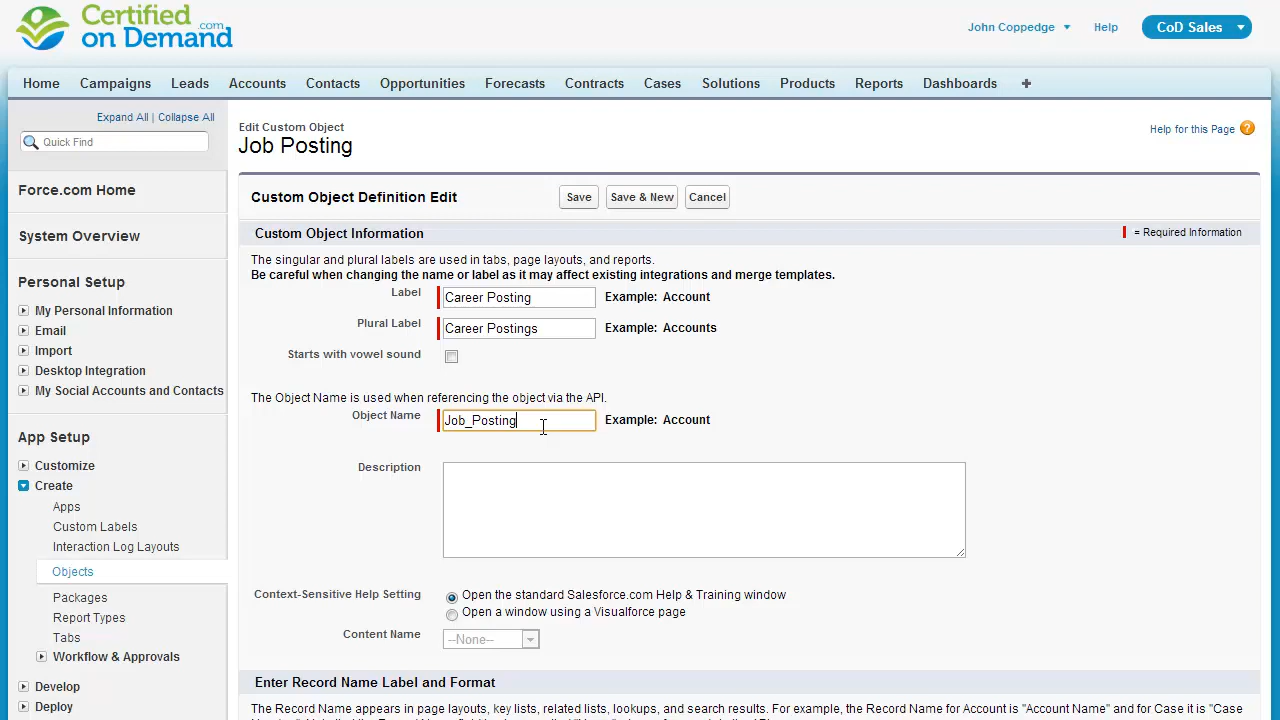 Certified
.com
on Demand
John Coppedge
Help
CoD Sales
Home Campaigns Leads Accounts Contacts Opportunities Forecasts Contracts Cases Solutions Products Reports Dashboards +
Expand All | Collapse All
Quick Find
Force.com Home
System Overview
Personal Setup
My Personal Information
Email
Import
Desktop Integration
My Social Accounts and Contacts
App Setup
Customize
Create
Apps
Custom Labels
Interaction Log Layouts
Objects
Packages
Report Types
Tabs
Workflow & Approvals
Develop
Deploy
Edit Custom Object
Job Posting
Help for this Page ?
Custom Object Definition Edit
Save Save & New Cancel
Custom Object Information
= Required Information
The singular and plural labels are used in tabs, page layouts, and reports.
Be careful when changing the name or label as it may affect existing integrations and merge templates.
Label Career Posting Example: Account
Plural Label Career Postings Example: Accounts
Starts with vowel sound
The Object Name is used when referencing the object via the API.
Object Name Job_Posting Example: Account
Description
Context-Sensitive Help Setting Open the standard Salesforce.com Help & Training window
Open a window using a Visualforce page
Content Name --None--
Enter Record Name Label and Format
The Record Name appears in page layouts, key lists, related lists, lookups, and search results. For example, the Record Name for Account is "Account Name" and for Case it is "Case